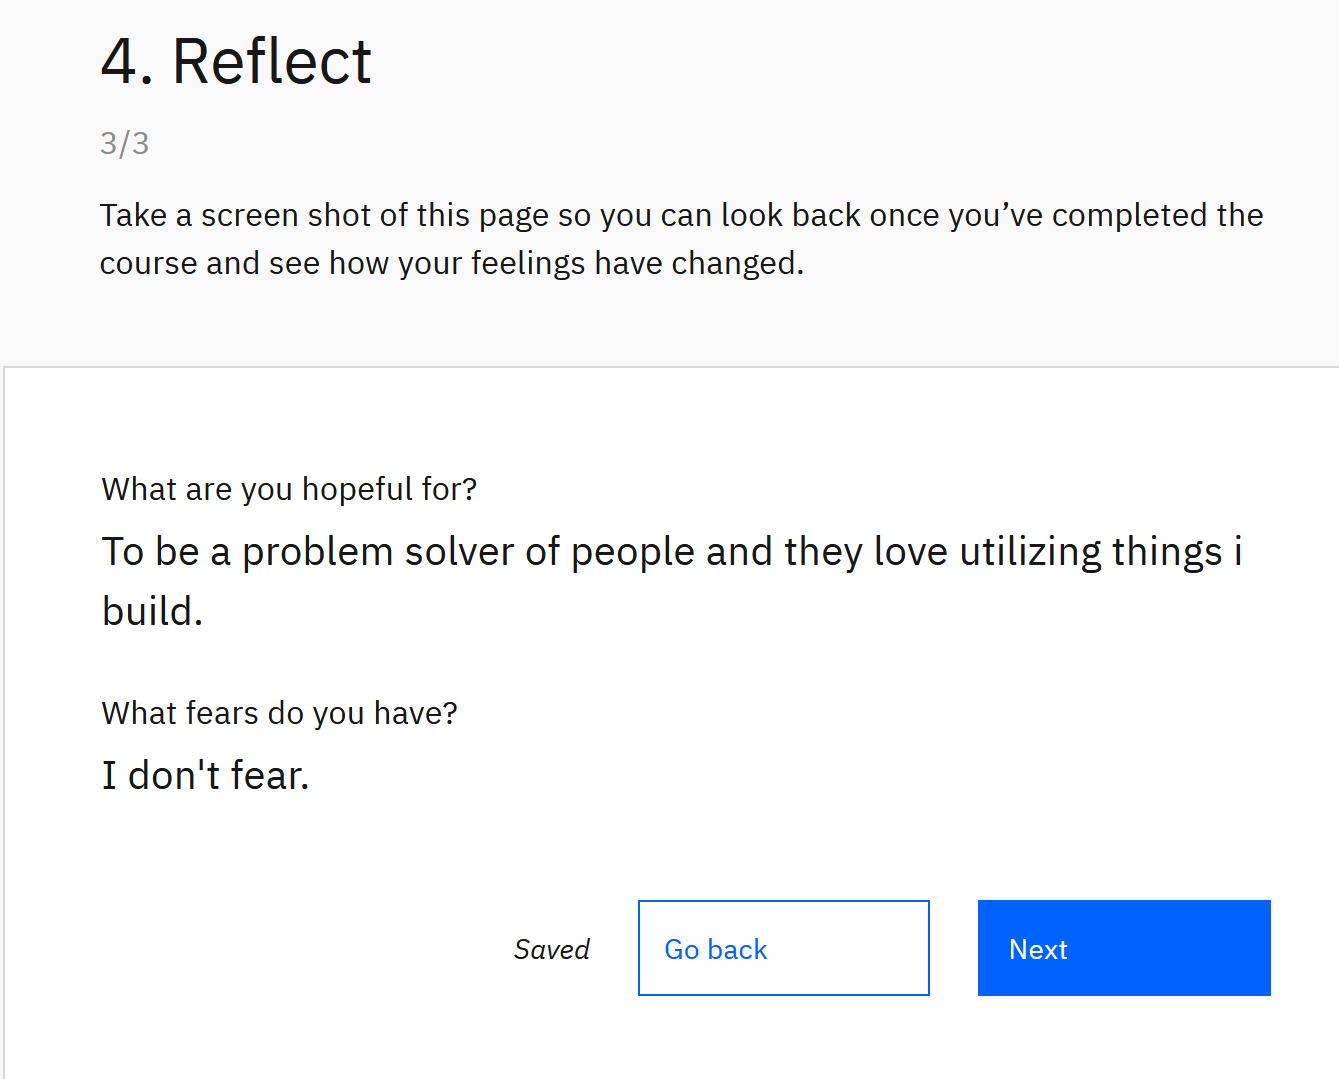 4. Reflect
3/3
Take a screen shot of this page so you can look back once you’ve completed the
course and see how your feelings have changed.
What are you hopeful for?
To be a problem solver of people and they love utilizing things i
build.
What fears do you have?
I don't fear.
Saved
Go back
Next